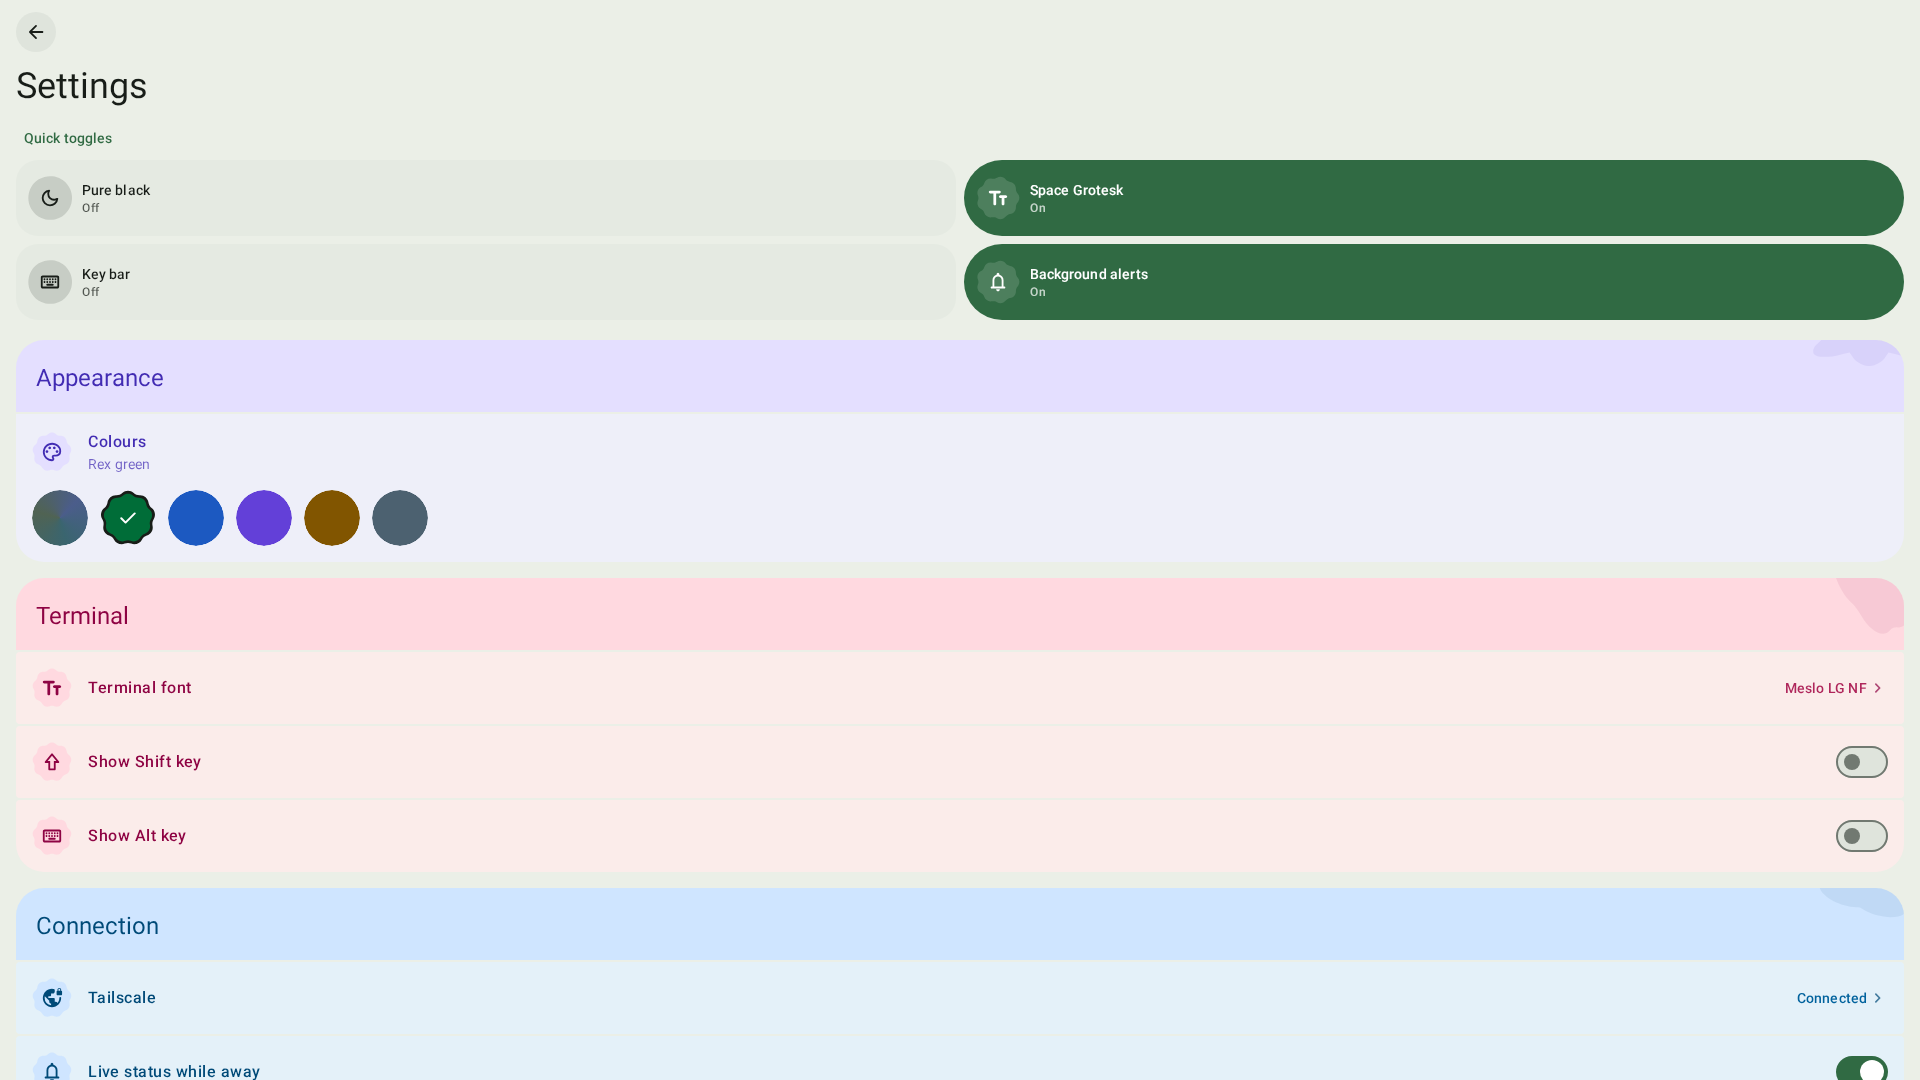 Settings
Quick toggles
Pure black
Off
Space Grotesk
On
Key bar
Off
Background alerts
On
Appearance
Colours
Rex green
Terminal
Terminal font
Meslo LG NF
Show Shift key
Show Alt key
Connection
Tailscale
Connected
Live status while away